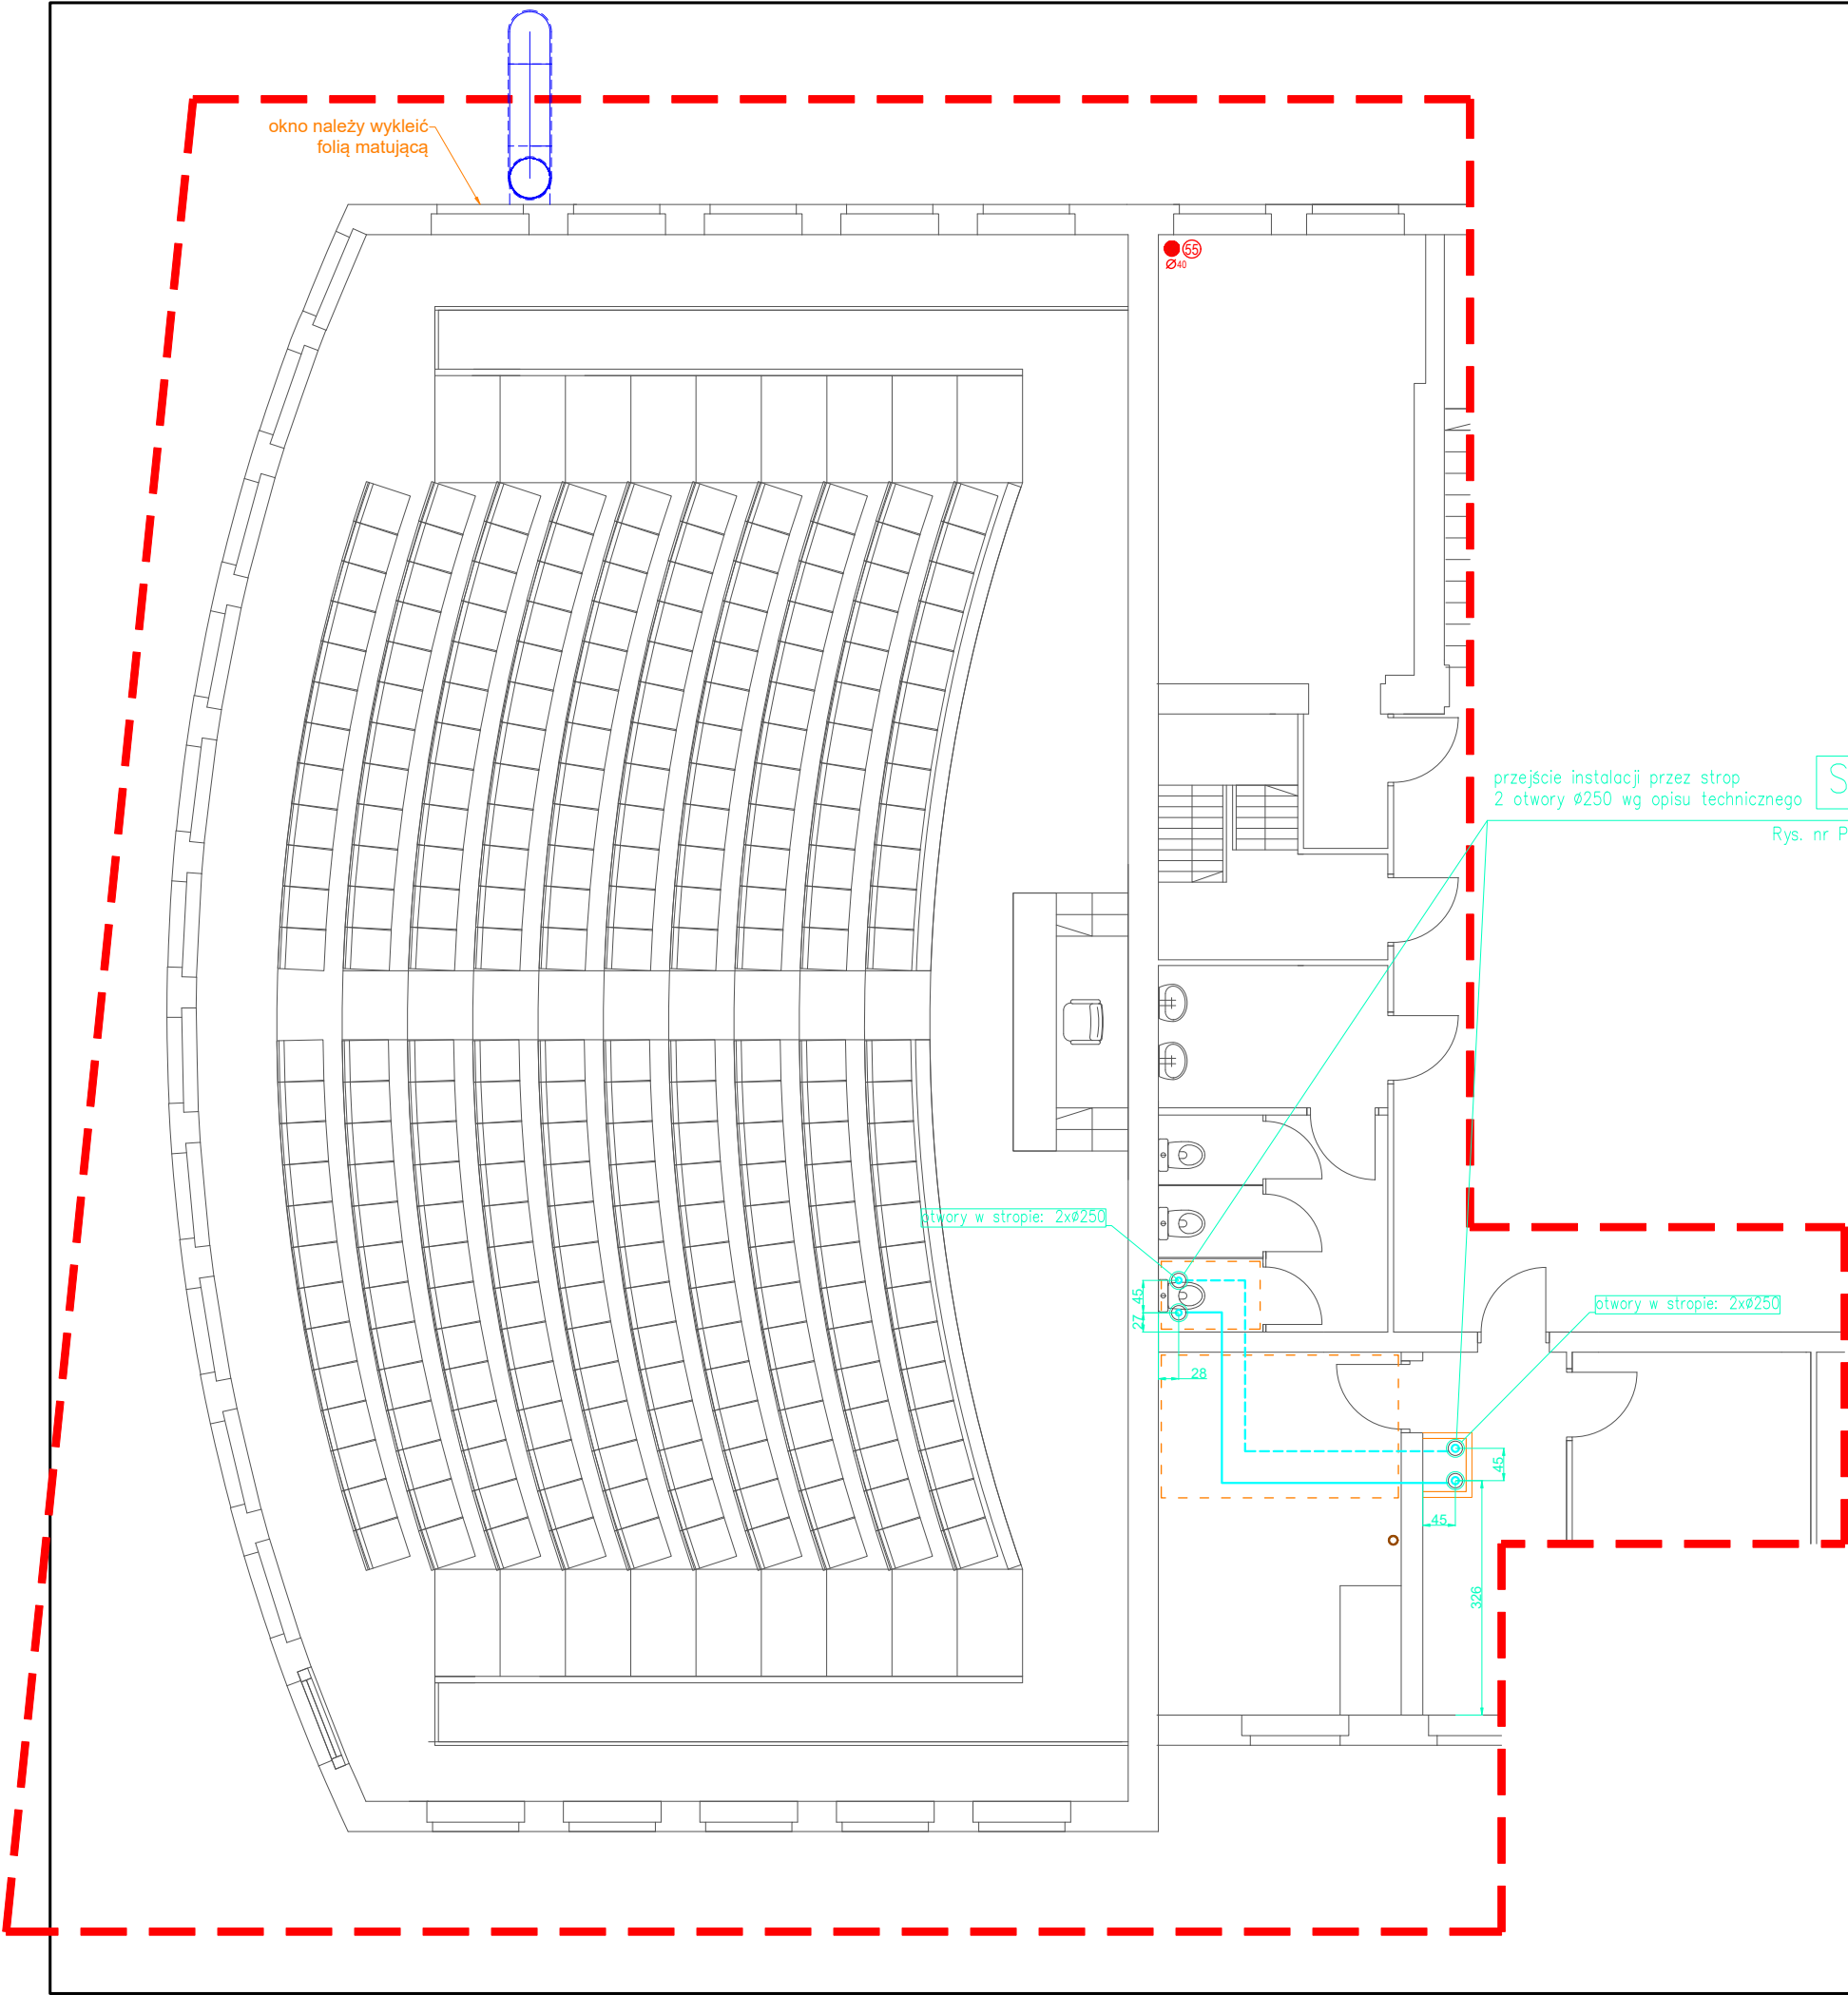 okno należy wykleić
folią matującą
55
Ø40
przejście instalacji przez strop
2 otwory Ø250 wg opisu technicznego
S
Rys. nr P
otwory w stropie: 2xØ250
45
27
28
otwory w stropie: 2xØ250
45
45
326